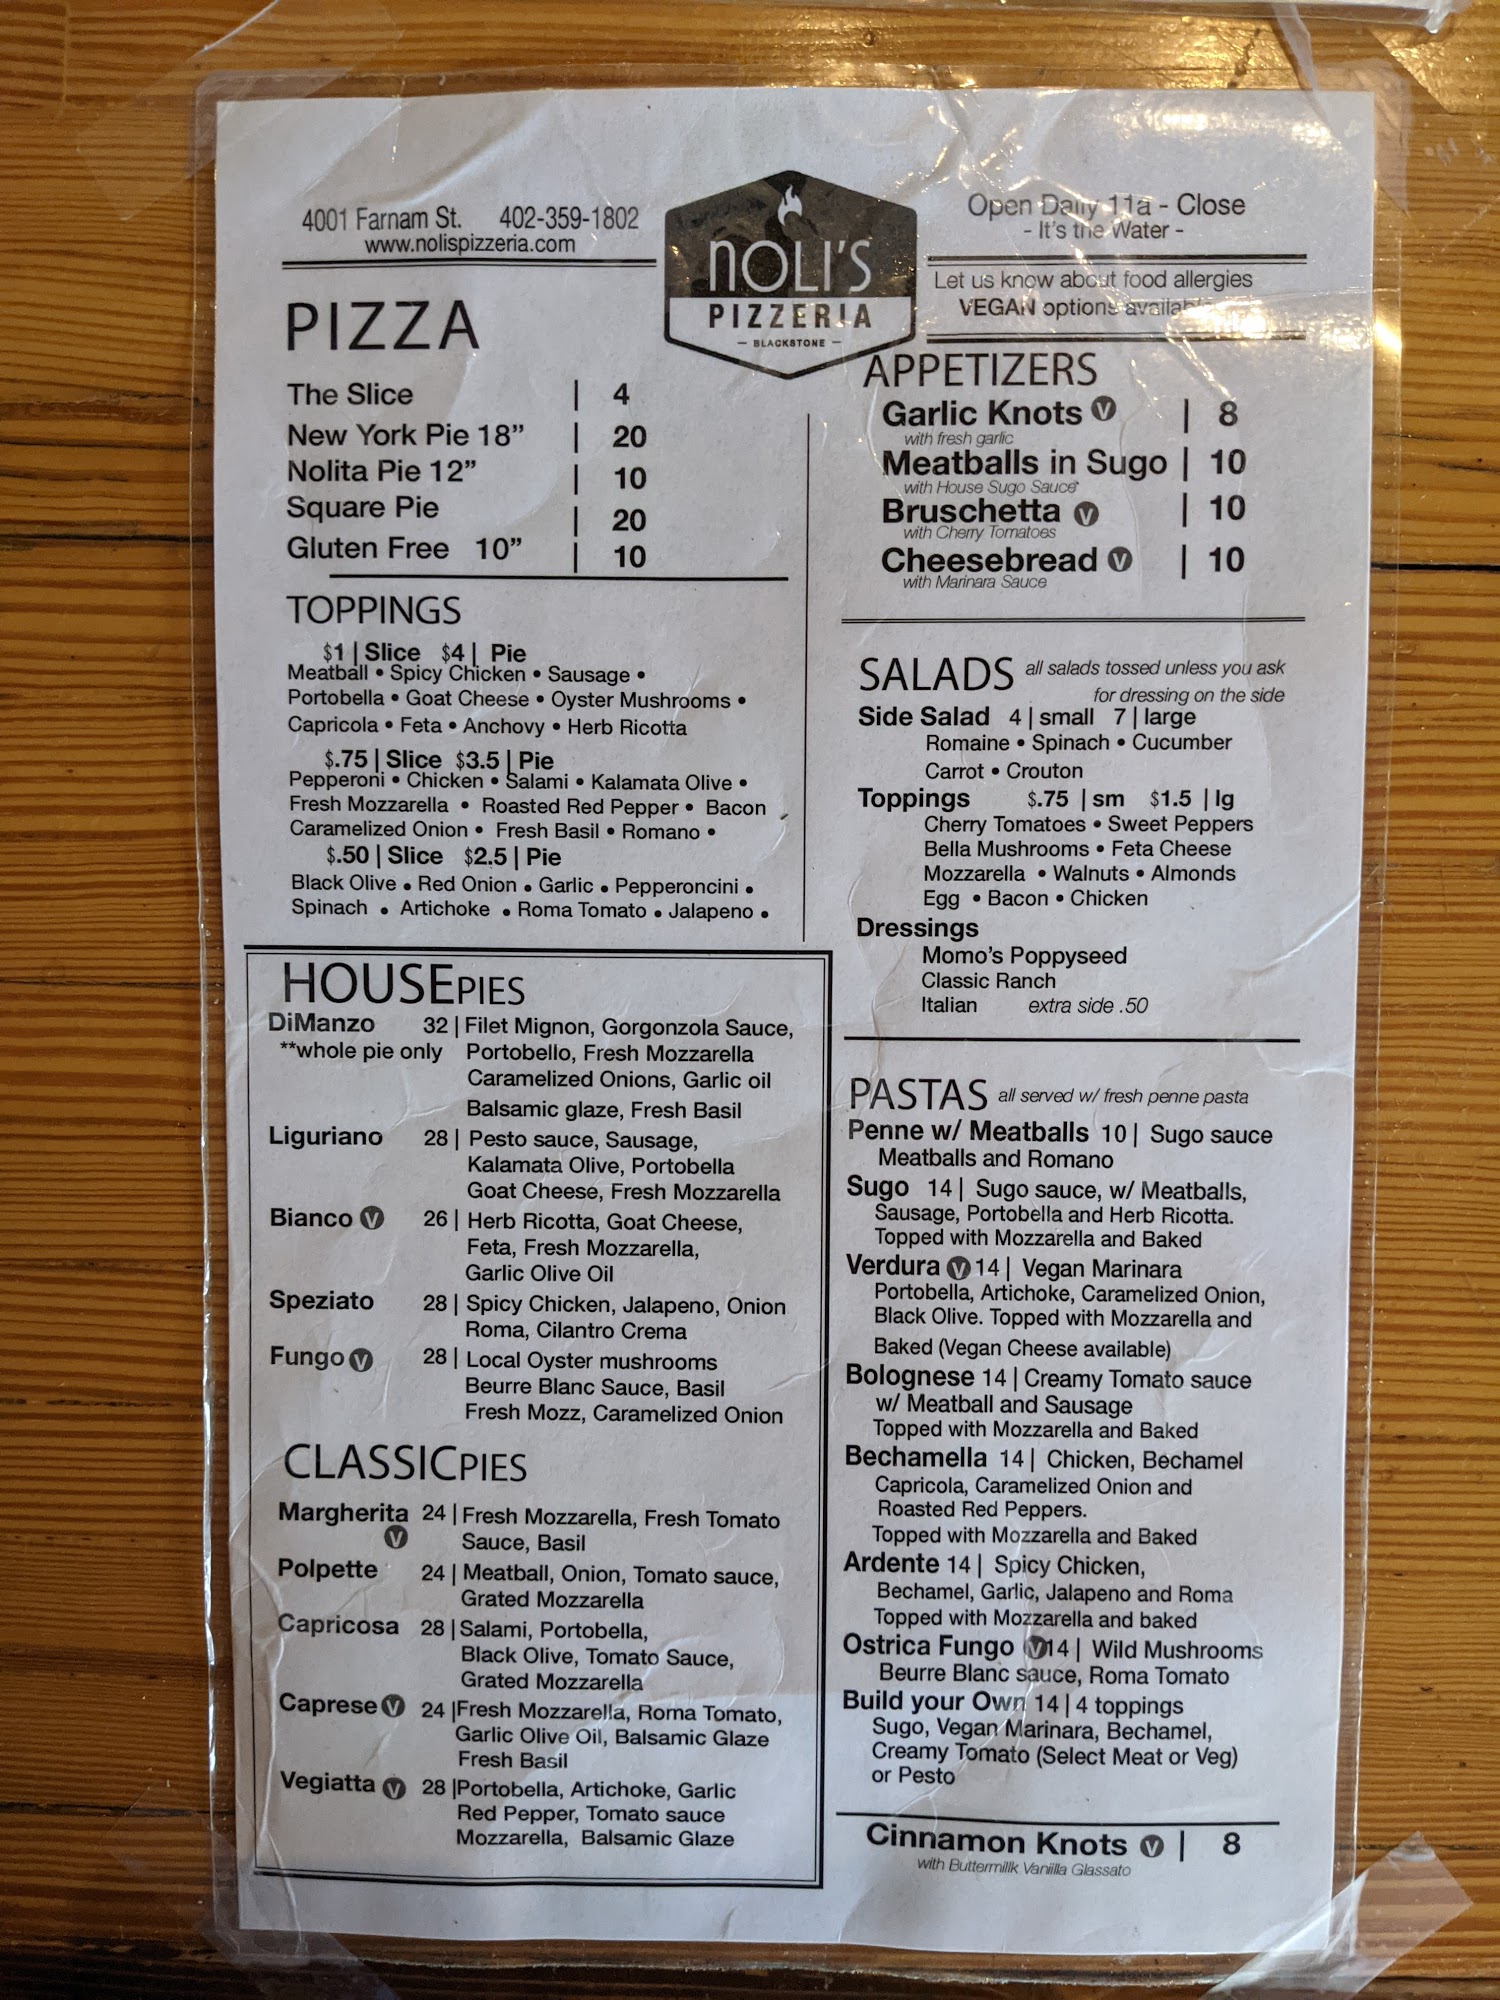 4001 Farnam St. 402-359-1802
www.nolispizzeria.com
NOLI'S
PIZZERIA
- BLACKSTONE -
Open Daily 11a - Close
- It's the Water -
Let us know about food allergies
VEGAN options
PIZZA
The Slice | 4
New York Pie 18” | 20
Nolita Pie 12” | 10
Square Pie | 20
Gluten Free 10” | 10
TOPPINGS
$1 | Slice $4 | Pie
Meatball • Spicy Chicken • Sausage •
Portobella • Goat Cheese • Oyster Mushrooms •
Capricola • Feta • Anchovy • Herb Ricotta
$.75 | Slice $3.5 | Pie
Pepperoni • Chicken • Salami • Kalamata Olive •
Fresh Mozzarella • Roasted Red Pepper • Bacon
Caramelized Onion • Fresh Basil • Romano •
$.50 | Slice $2.5 | Pie
Black Olive • Red Onion • Garlic • Pepperoncini •
Spinach • Artichoke • Roma Tomato • Jalapeno •
HOUSEPIES
DiManzo 32 | Filet Mignon, Gorgonzola Sauce,
**whole pie only Portobello, Fresh Mozzarella
Caramelized Onions, Garlic oil
Balsamic glaze, Fresh Basil
Liguriano 28 | Pesto sauce, Sausage,
Kalamata Olive, Portobella
Goat Cheese, Fresh Mozzarella
Bianco V 26 | Herb Ricotta, Goat Cheese,
Feta, Fresh Mozzarella,
Garlic Olive Oil
Speziato 28 | Spicy Chicken, Jalapeno, Onion
Roma, Cilantro Crema
Fungo V 28 | Local Oyster mushrooms
Beurre Blanc Sauce, Basil
Fresh Mozz, Caramelized Onion
CLASSICPIES
Margherita 24 | Fresh Mozzarella, Fresh Tomato
V Sauce, Basil
Polpette 24 | Meatball, Onion, Tomato sauce,
Grated Mozzarella
Capricosa 28 | Salami, Portobella,
Black Olive, Tomato Sauce,
Grated Mozzarella
Caprese V 24 | Fresh Mozzarella, Roma Tomato,
Garlic Olive Oil, Balsamic Glaze
Fresh Basil
Vegiatta V 28 | Portobella, Artichoke, Garlic
Red Pepper, Tomato sauce
Mozzarella, Balsamic Glaze
APPETIZERS
Garlic Knots V | 8
with fresh garlic
Meatballs in Sugo | 10
with House Sugo Sauce
Bruschetta V | 10
with Cherry Tomatoes
Cheesebread V | 10
with Marinara Sauce
SALADS all salads tossed unless you ask
for dressing on the side
Side Salad 4 | small 7 | large
Romaine • Spinach • Cucumber
Carrot • Crouton
Toppings $.75 | sm $1.5 | lg
Cherry Tomatoes • Sweet Peppers
Bella Mushrooms • Feta Cheese
Mozzarella • Walnuts • Almonds
Egg • Bacon • Chicken
Dressings
Momo's Poppyseed
Classic Ranch
Italian extra side .50
PASTAS all served w/ fresh penne pasta
Penne w/ Meatballs 10 | Sugo sauce
Meatballs and Romano
Sugo 14 | Sugo sauce, w/ Meatballs,
Sausage, Portobella and Herb Ricotta.
Topped with Mozzarella and Baked
Verdura V 14 | Vegan Marinara
Portobella, Artichoke, Caramelized Onion,
Black Olive. Topped with Mozzarella and
Baked (Vegan Cheese available)
Bolognese 14 | Creamy Tomato sauce
w/ Meatball and Sausage
Topped with Mozzarella and Baked
Bechamella 14 | Chicken, Bechamel
Capricola, Caramelized Onion and
Roasted Red Peppers.
Topped with Mozzarella and Baked
Ardente 14 | Spicy Chicken,
Bechamel, Garlic, Jalapeno and Roma
Topped with Mozzarella and baked
Ostrica Fungo V 14 | Wild Mushrooms
Beurre Blanc sauce, Roma Tomato
Build your Own 14 | 4 toppings
Sugo, Vegan Marinara, Bechamel,
Creamy Tomato (Select Meat or Veg)
or Pesto
Cinnamon Knots V | 8
with Buttermilk Vanilla Glassato